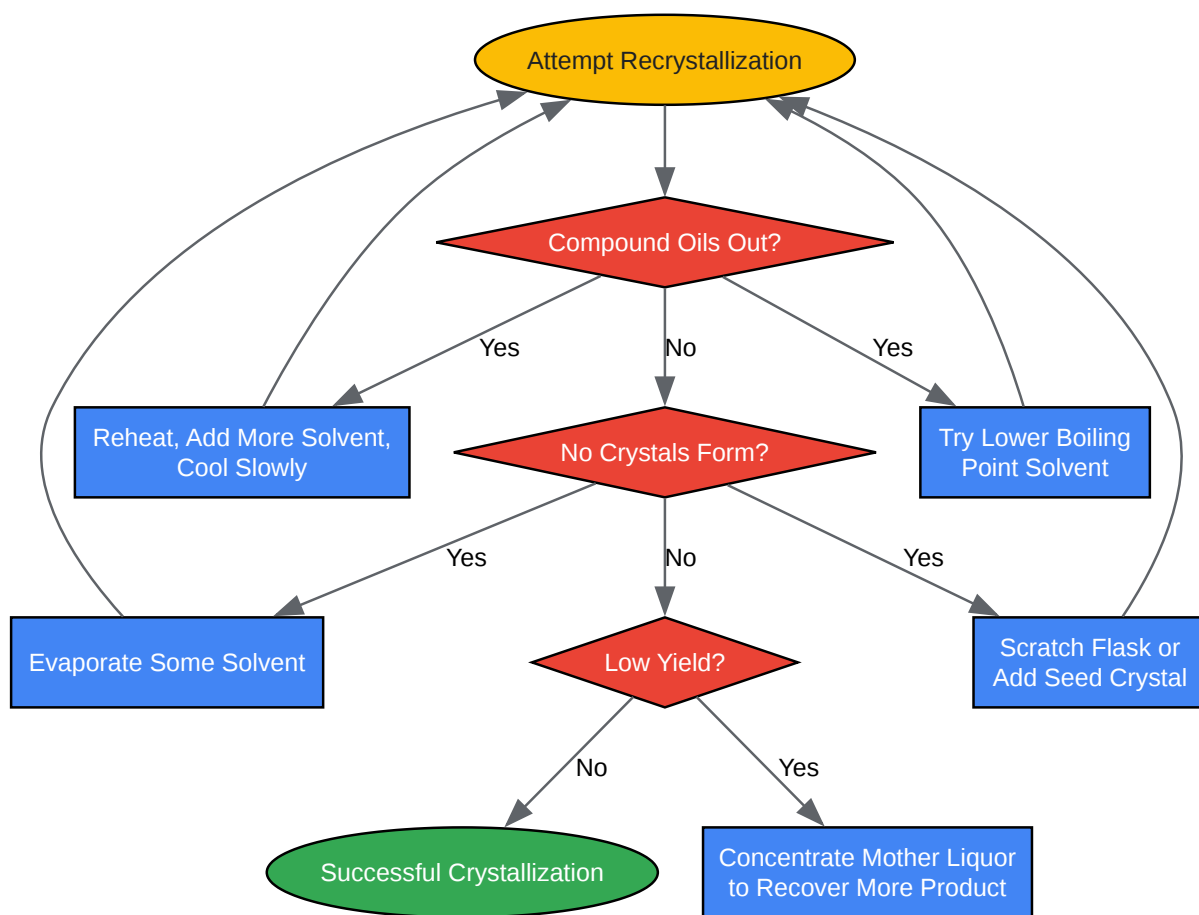 Attempt Recrystallization
Compound Oils Out?
Yes
No
Yes
Reheat, Add More Solvent,
Cool Slowly
No Crystals Form?
Try Lower Boiling
Point Solvent
Yes
No
Yes
Evaporate Some Solvent
Low Yield?
Scratch Flask or
Add Seed Crystal
No
Yes
Successful Crystallization
Concentrate Mother Liquor
to Recover More Product